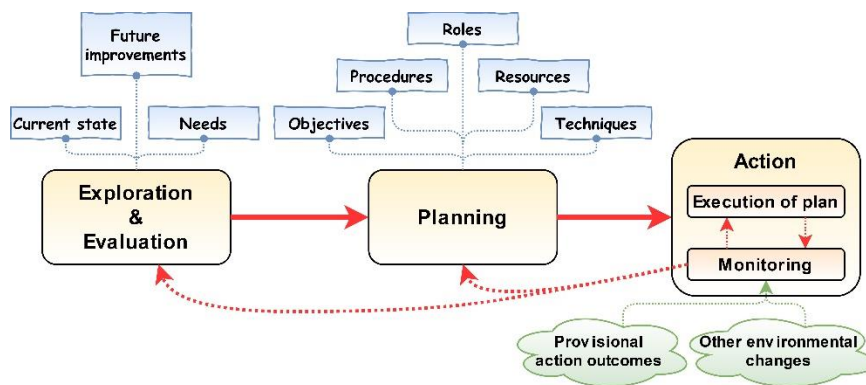 Future
improvements
Current state
Needs
Roles
Procedures
Resources
Objectives
Techniques
Exploration
&
Evaluation
Planning
Action
Execution of plan
Monitoring
Provisional
action outcomes
Other environmental
changes